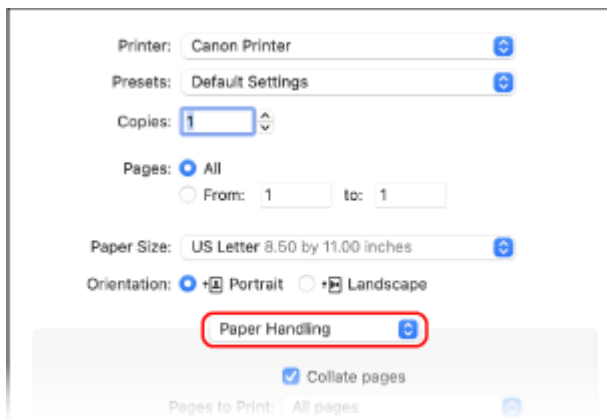 Printer: Canon Printer
Presets: Default Settings
Copies: 1
Pages: All
From: 1 to: 1
Paper Size: US Letter 8.50 by 11.00 inches
Orientation: Portrait Landscape
Paper Handling
Collate pages
Pages to Print: All pages